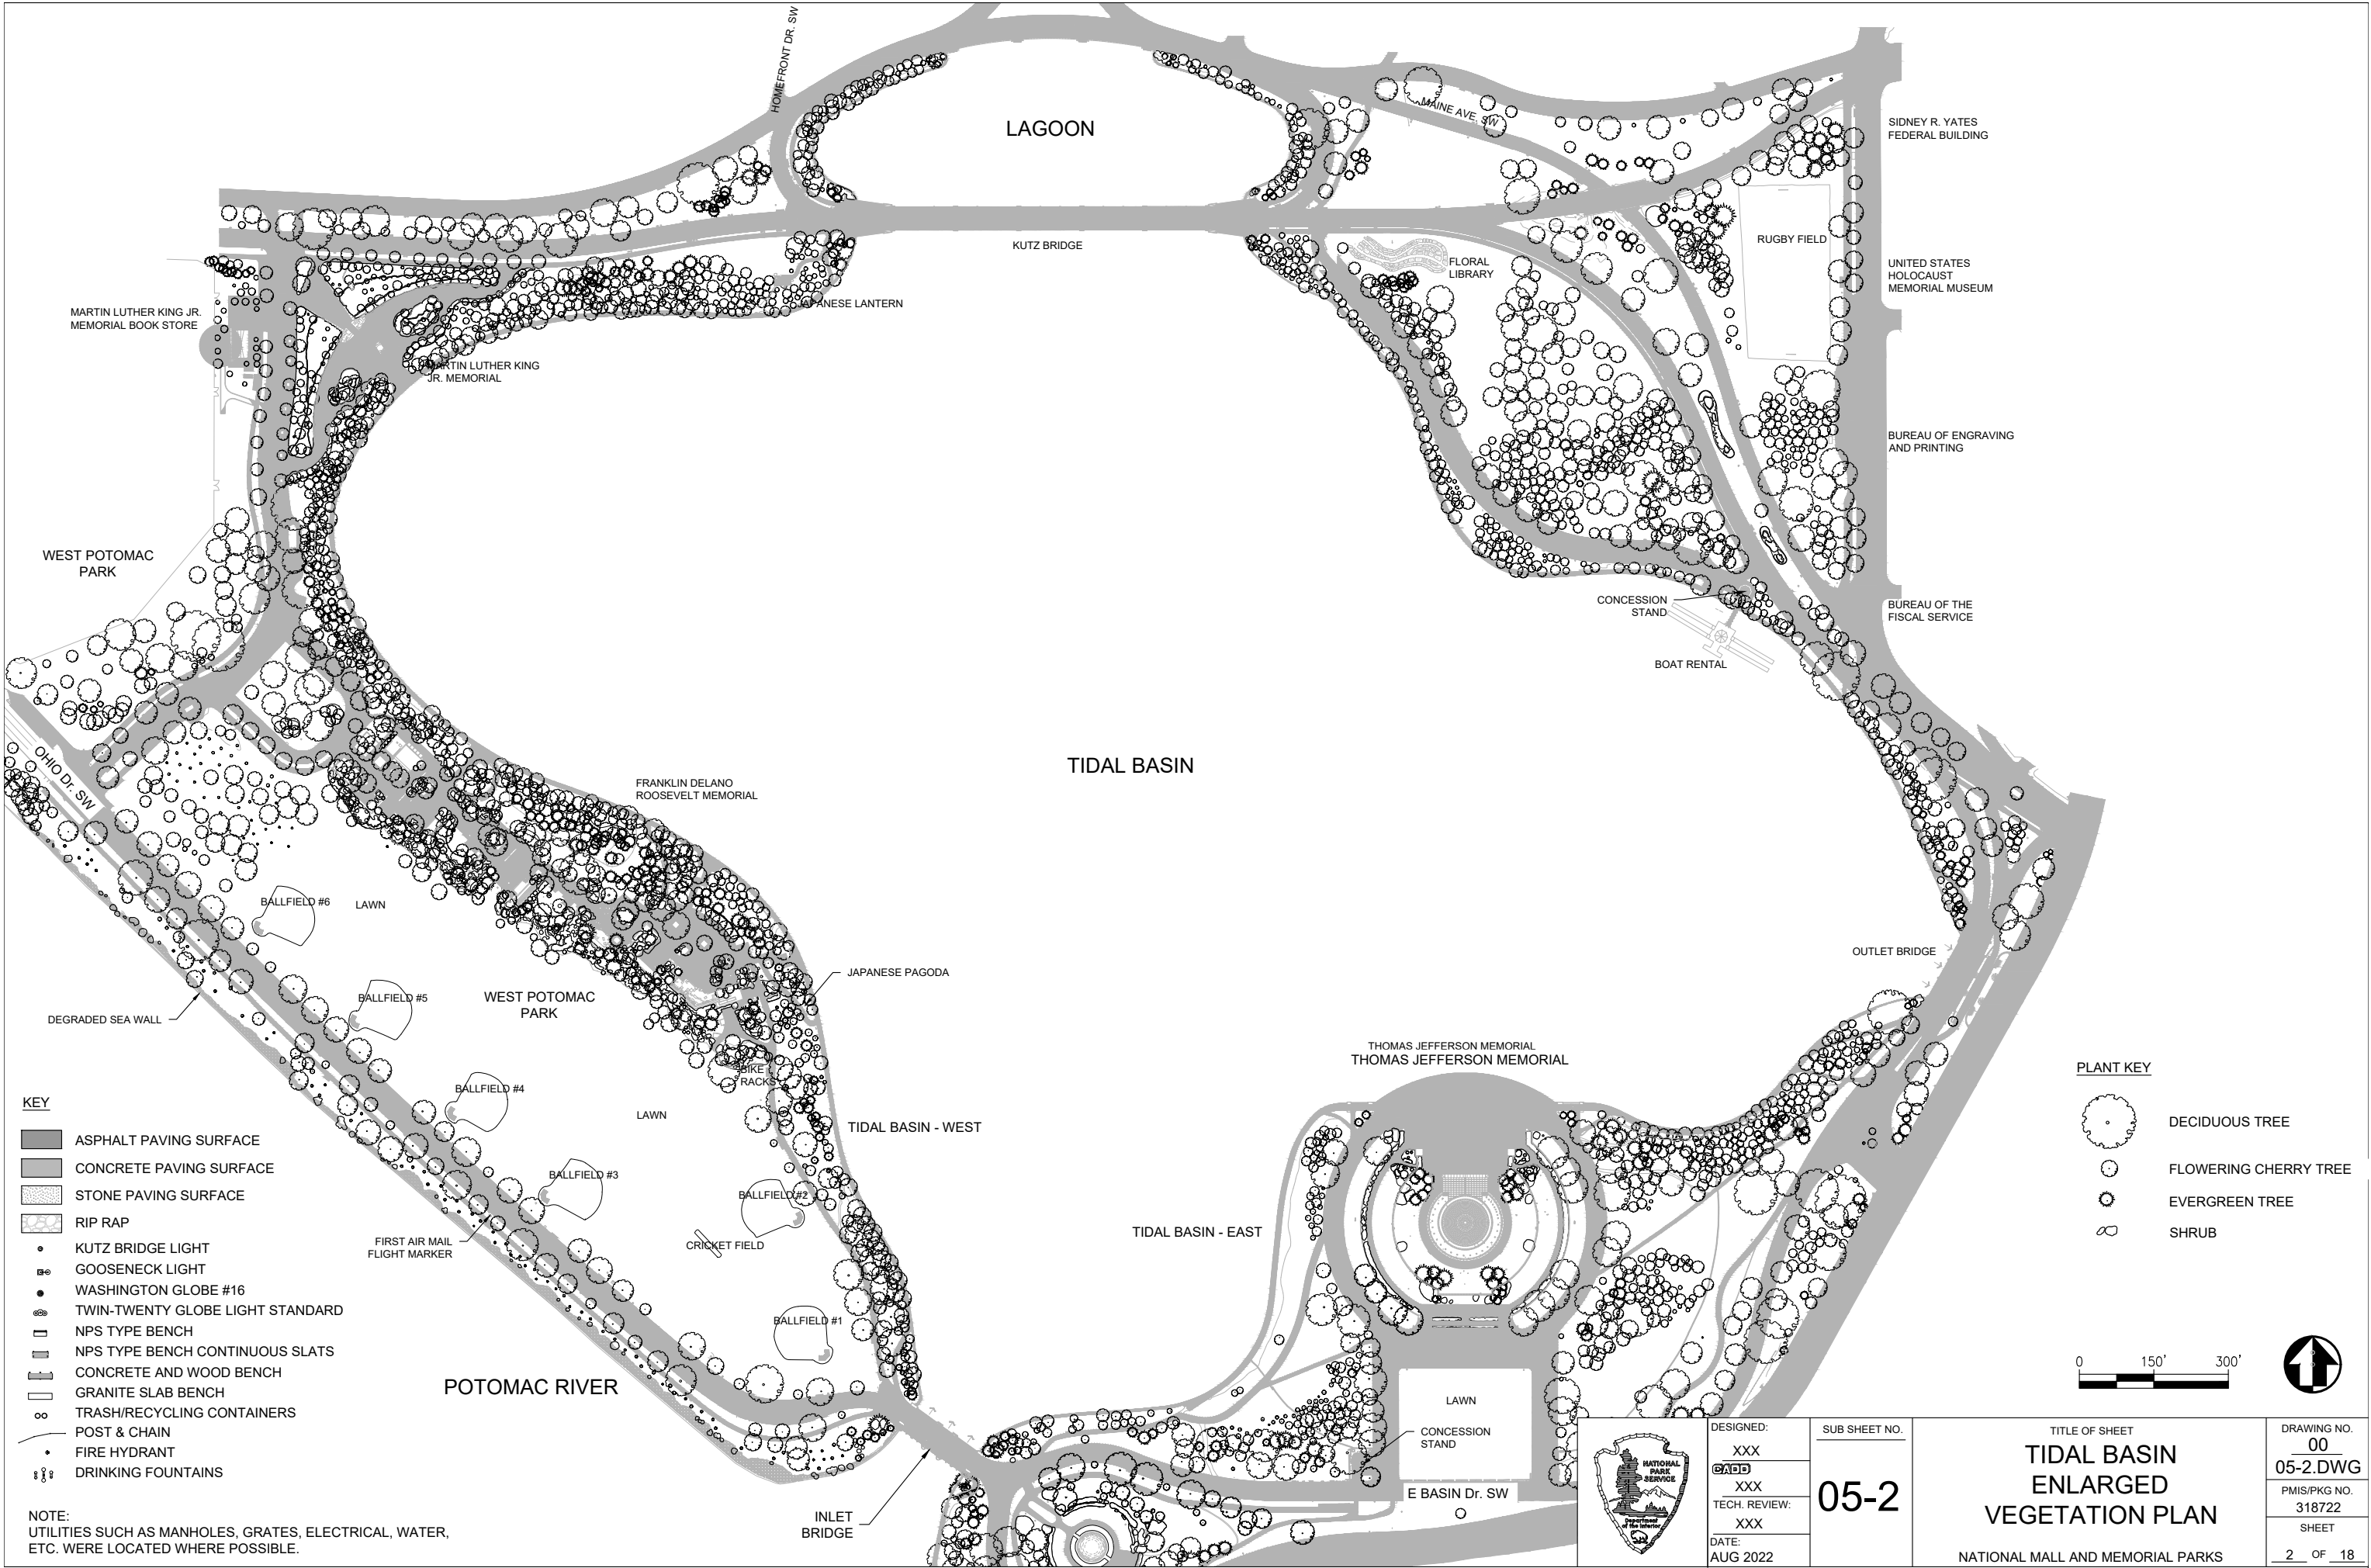 HOMEFRONT DR. SW
LAGOON
MAINE AVE. SW
SIDNEY R. YATES
FEDERAL BUILDING
KUTZ BRIDGE
RUGBY FIELD
FLORAL
LIBRARY
UNITED STATES
HOLOCAUST
MEMORIAL MUSEUM
JAPANESE LANTERN
MARTIN LUTHER KING JR.
MEMORIAL BOOK STORE
MARTIN LUTHER KING
JR. MEMORIAL
BUREAU OF ENGRAVING
AND PRINTING
WEST POTOMAC
PARK
CONCESSION
STAND
BUREAU OF THE
FISCAL SERVICE
BOAT RENTAL
OHIO Dr. SW
TIDAL BASIN
FRANKLIN DELANO
ROOSEVELT MEMORIAL
BALLFIELD #6
LAWN
OUTLET BRIDGE
JAPANESE PAGODA
BALLFIELD #5
WEST POTOMAC
PARK
DEGRADED SEA WALL
THOMAS JEFFERSON MEMORIAL
THOMAS JEFFERSON MEMORIAL
BIKE
RACKS
BALLFIELD #4
LAWN
TIDAL BASIN - WEST
BALLFIELD #3
BALLFIELD #2
FIRST AIR MAIL
FLIGHT MARKER
CRICKET FIELD
TIDAL BASIN - EAST
BALLFIELD #1
POTOMAC RIVER
LAWN
CONCESSION
STAND
E BASIN Dr. SW
INLET
BRIDGE
KEY
ASPHALT PAVING SURFACE
CONCRETE PAVING SURFACE
STONE PAVING SURFACE
RIP RAP
KUTZ BRIDGE LIGHT
GOOSENECK LIGHT
WASHINGTON GLOBE #16
TWIN-TWENTY GLOBE LIGHT STANDARD
NPS TYPE BENCH
NPS TYPE BENCH CONTINUOUS SLATS
CONCRETE AND WOOD BENCH
GRANITE SLAB BENCH
TRASH/RECYCLING CONTAINERS
POST & CHAIN
FIRE HYDRANT
DRINKING FOUNTAINS
NOTE:
UTILITIES SUCH AS MANHOLES, GRATES, ELECTRICAL, WATER,
ETC. WERE LOCATED WHERE POSSIBLE.
PLANT KEY
DECIDUOUS TREE
FLOWERING CHERRY TREE
EVERGREEN TREE
SHRUB
0 150' 300'
NATIONAL
PARK
SERVICE
Department
of the Interior
DESIGNED:
XXX
CADD
XXX
TECH. REVIEW:
XXX
DATE:
AUG 2022
SUB SHEET NO.
05-2
TITLE OF SHEET
TIDAL BASIN
ENLARGED
VEGETATION PLAN
NATIONAL MALL AND MEMORIAL PARKS
DRAWING NO.
00
05-2.DWG
PMIS/PKG NO.
318722
SHEET
2 OF 18